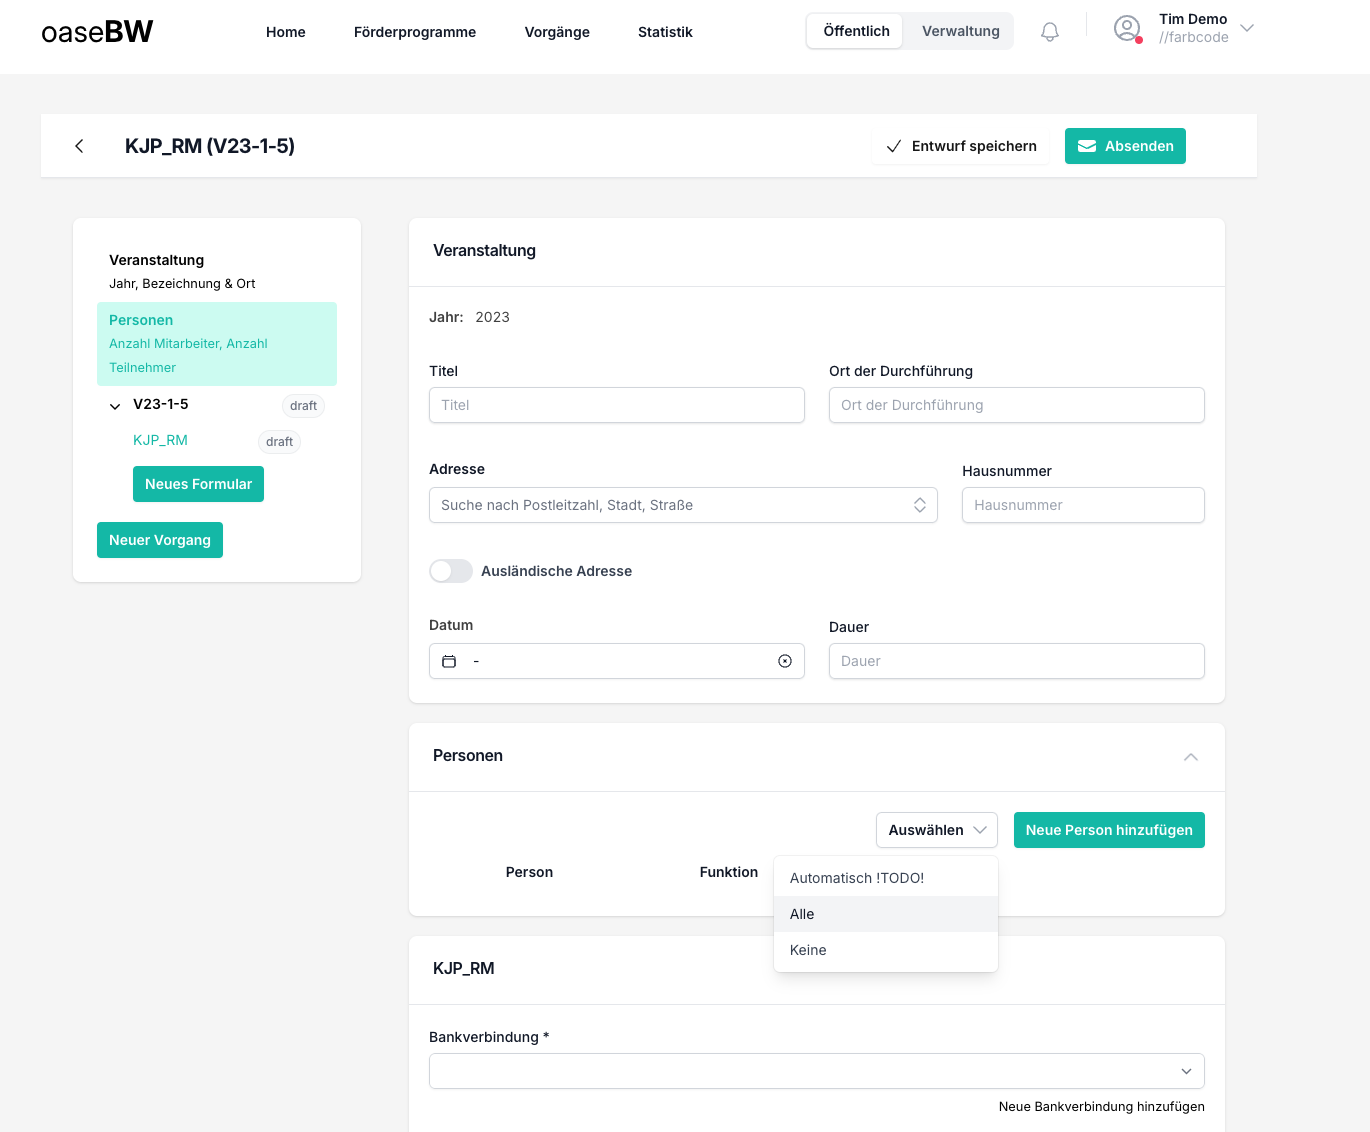 oaseBW
Home
Förderprogramme
Vorgänge
Statistik
Öffentlich
Verwaltung
Tim Demo
//farbcode
KJP_RM (V23-1-5)
Entwurf speichern
Absenden
Veranstaltung
Jahr, Bezeichnung & Ort
Personen
Anzahl Mitarbeiter, Anzahl
Teilnehmer
V23-1-5
draft
KJP_RM
draft
Neues Formular
Neuer Vorgang
Veranstaltung
Jahr: 2023
Titel
Ort der Durchführung
Titel
Ort der Durchführung
Adresse
Hausnummer
Suche nach Postleitzahl, Stadt, Straße
Hausnummer
Ausländische Adresse
Datum
Dauer
-
Dauer
Personen
Auswählen
Neue Person hinzufügen
Person
Funktion
Automatisch !TODO!
Alle
Keine
KJP_RM
Bankverbindung *
Neue Bankverbindung hinzufügen